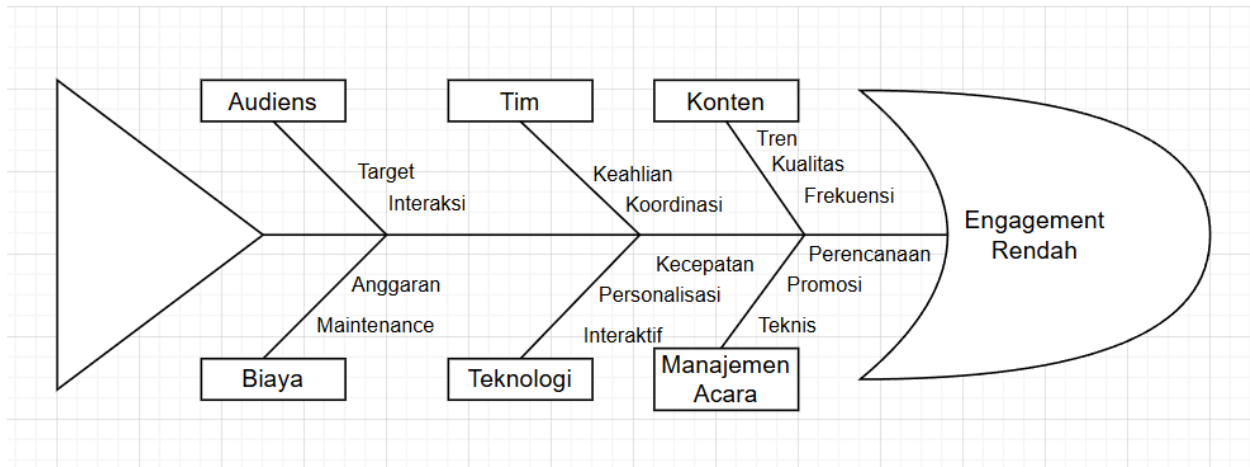 Audiens
Tim
Konten
Tren
Kualitas
Frekuensi
Keahlian
Koordinasi
Target
Interaksi
Engagement
Rendah
Perencanaan
Promosi
Teknis
Kecepatan
Personalisasi
Interaktif
Anggaran
Maintenance
Biaya
Teknologi
Manajemen
Acara